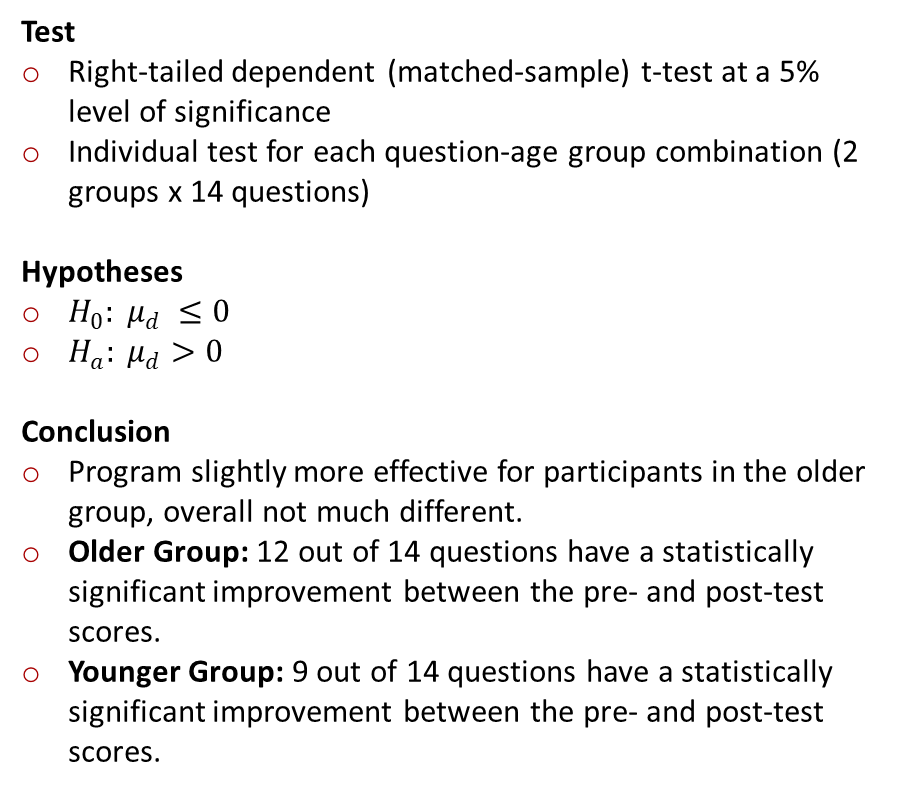 Test
○ Right-tailed dependent (matched-sample) t-test at a 5%
level of significance
○ Individual test for each question-age group combination (2
groups x 14 questions)
Hypotheses
○ H₀: μ_d ≤ 0
○ Hₐ: μ_d > 0
Conclusion
○ Program slightly more effective for participants in the older
group, overall not much different.
○ Older Group: 12 out of 14 questions have a statistically
significant improvement between the pre- and post-test
scores.
○ Younger Group: 9 out of 14 questions have a statistically
significant improvement between the pre- and post-test
scores.